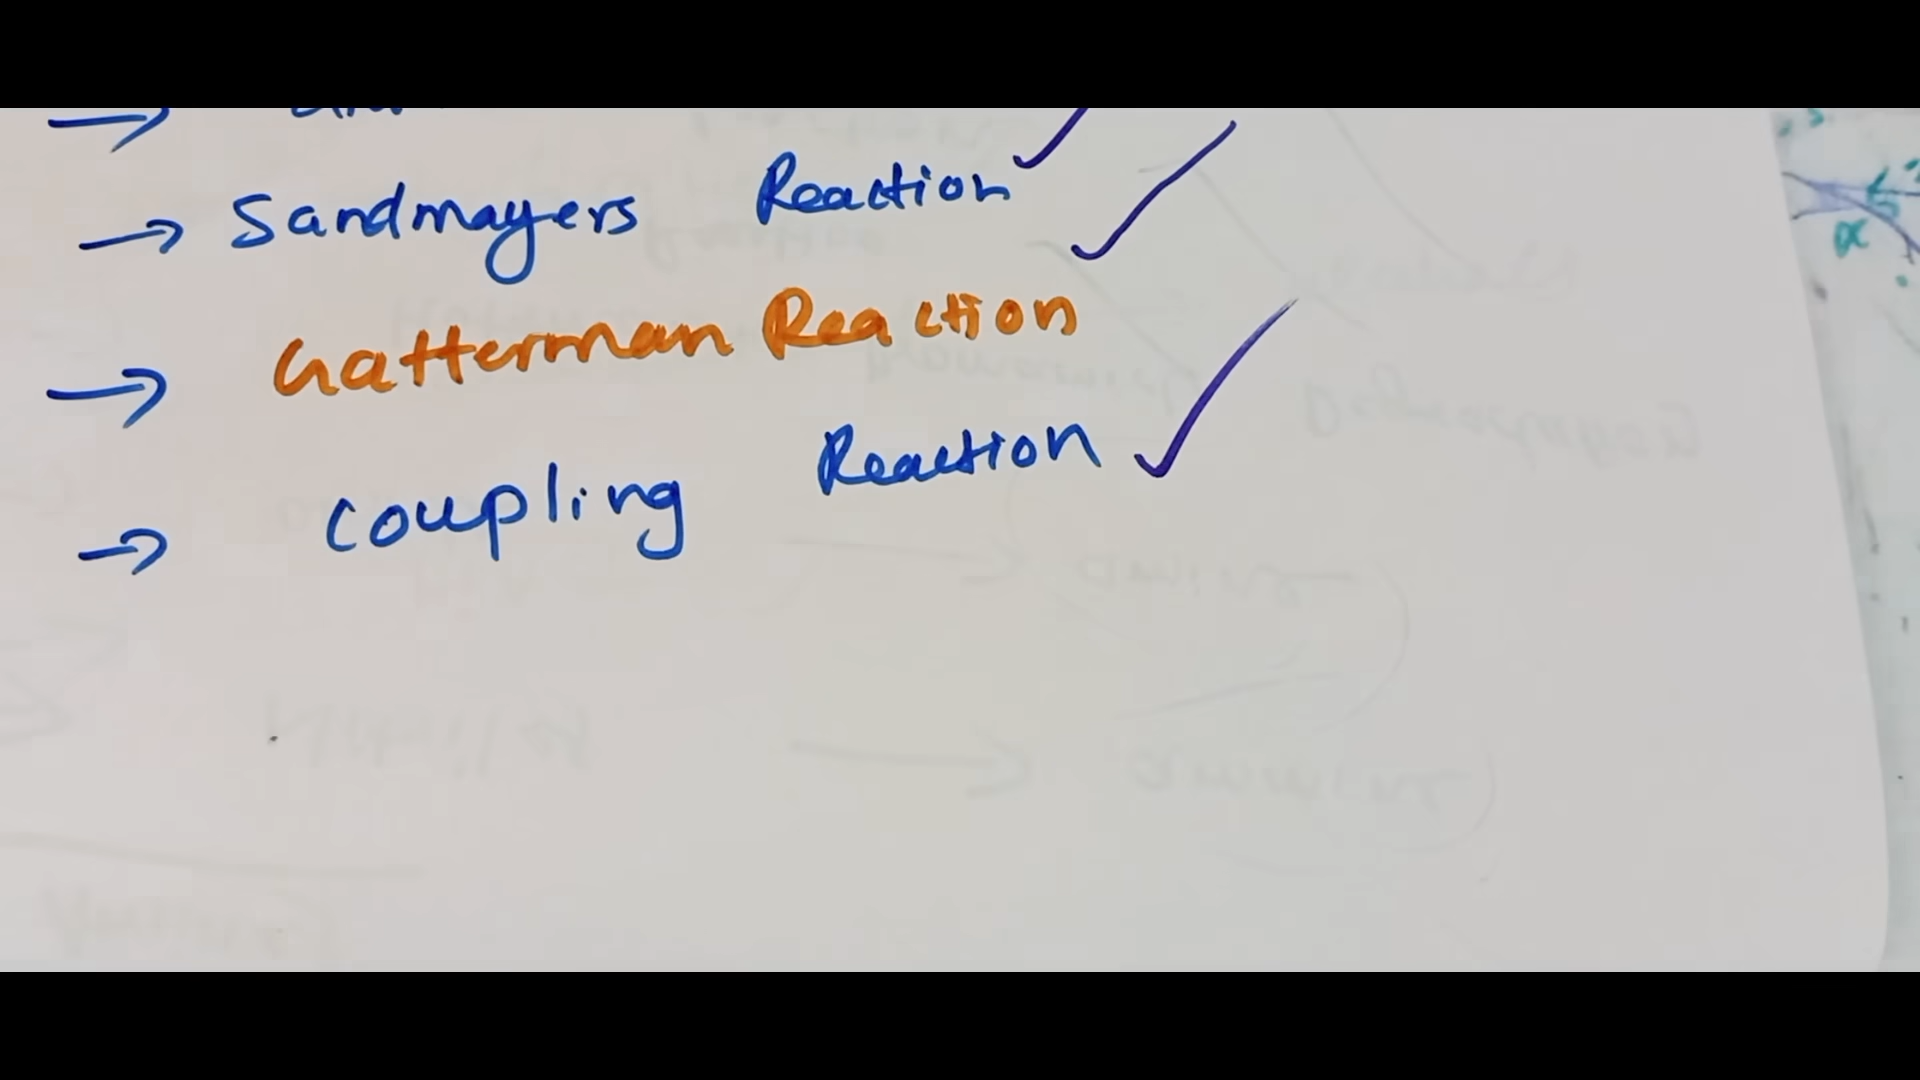 → Sandmayers Reaction ✓
→ Gatterman Reaction ✓
→ Coupling Reaction ✓